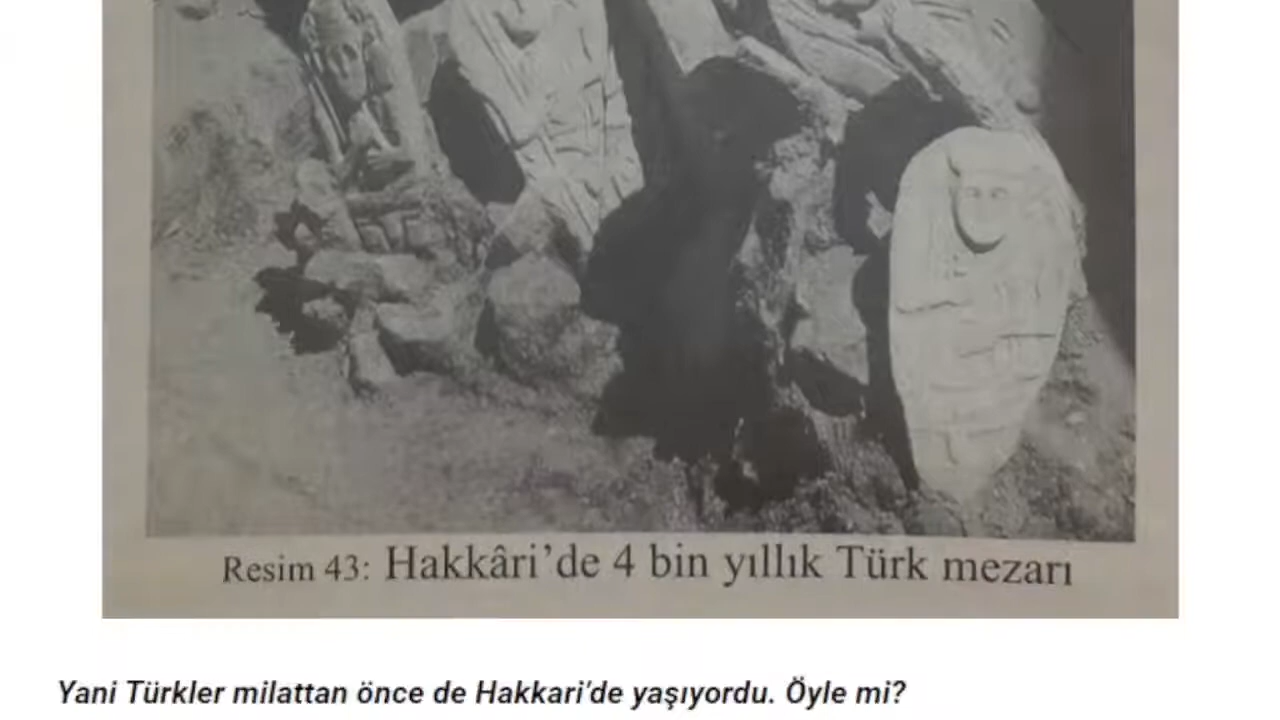 Resim 43: Hakkâri'de 4 bin yıllık Türk mezarı
Yani Türkler milattan önce de Hakkari'de yaşıyordu. Öyle mi?